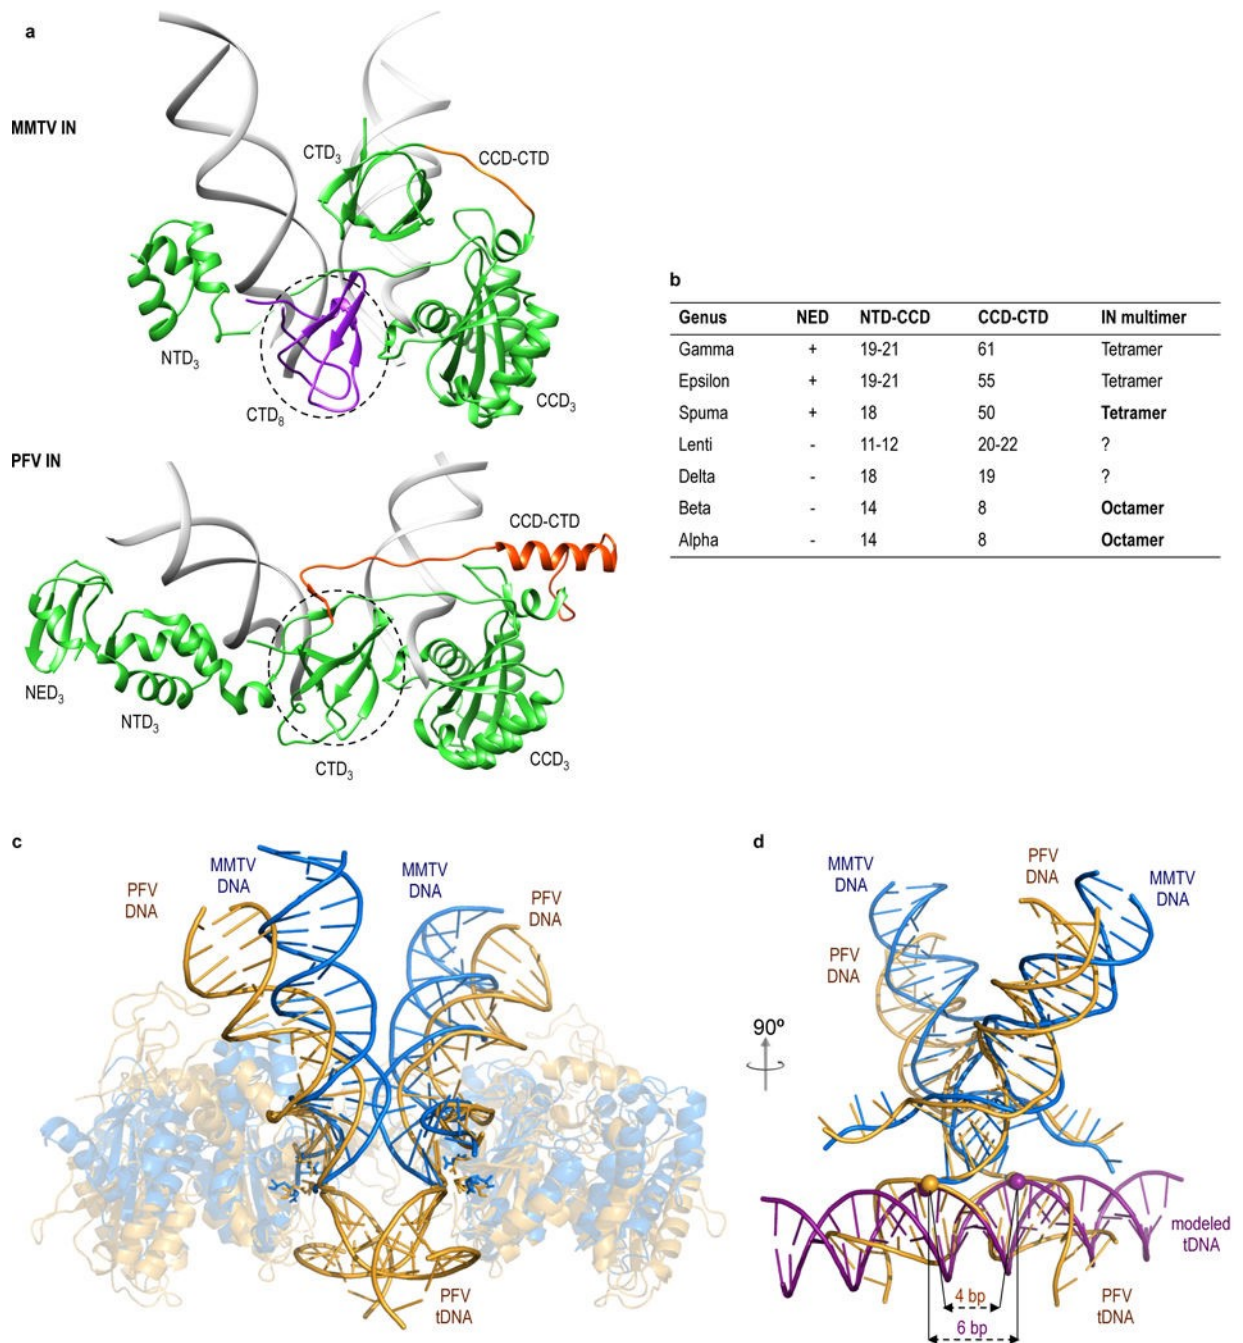 a
MMTV IN
CTD3
CCD-CTD
NTD3
CTD8
CCD3
PFV IN
CCD-CTD
NED3
NTD3
CTD3
CCD3
b
Genus NED NTD-CCD CCD-CTD IN multimer
Gamma + 19-21 61 Tetramer
Epsilon + 19-21 55 Tetramer
Spuma + 18 50 Tetramer
Lenti - 11-12 20-22 ?
Delta - 18 19 ?
Beta - 14 8 Octamer
Alpha - 14 8 Octamer
c
PFV
DNA
MMTV
DNA
MMTV
DNA
PFV
DNA
PFV
tDNA
d
MMTV
DNA
PFV
DNA
MMTV
DNA
PFV
DNA
90º
modeled
tDNA
4 bp
6 bp
PFV
tDNA